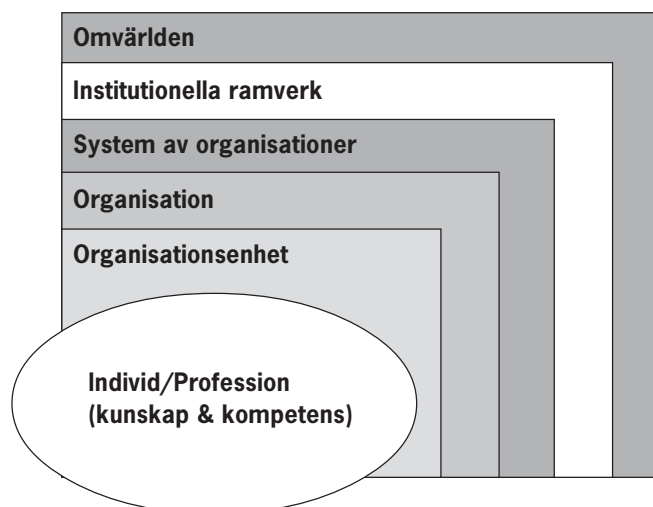 Omvärlden
Institutionella ramverk
System av organisationer
Organisation
Organisationsenhet
Individ/Profession
(kunskap & kompetens)